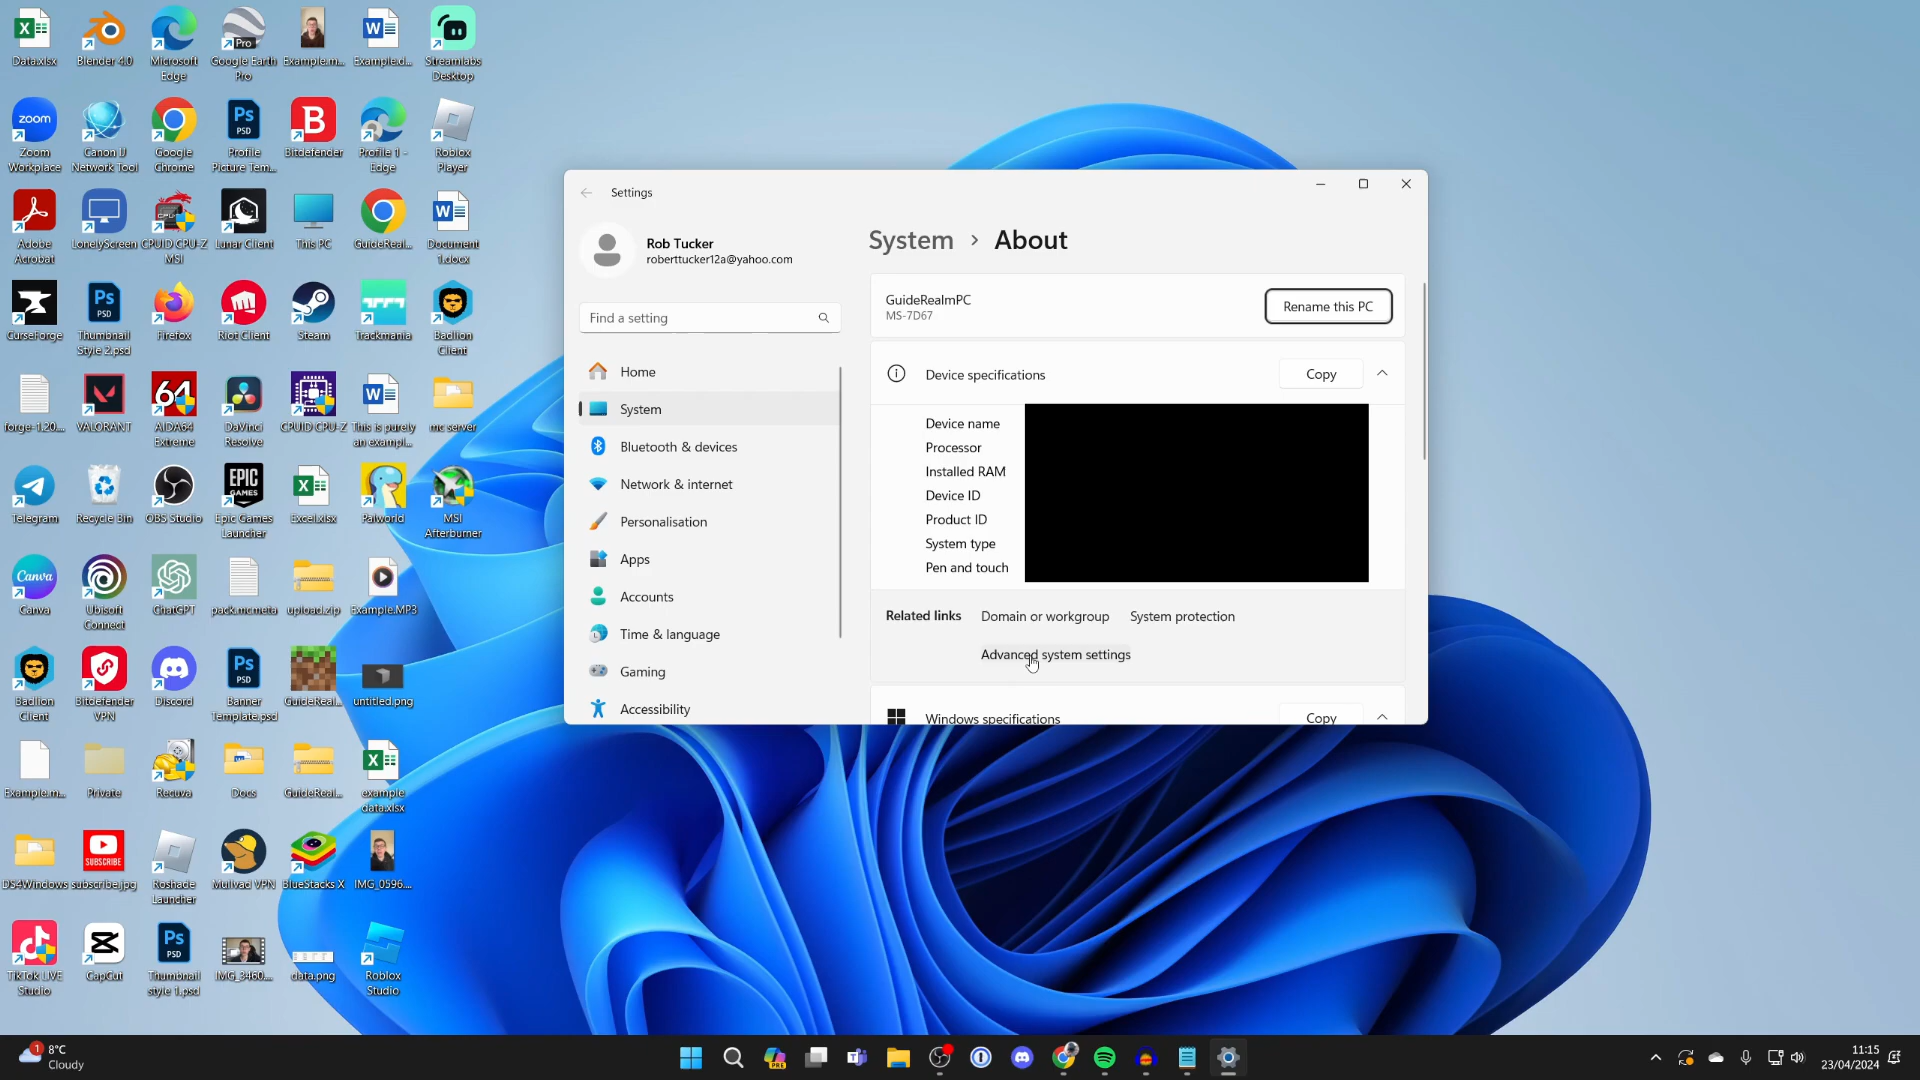 Data.xlsx
Blender 4.0
Microsoft Edge
Google Earth Pro
Example.m...
Example.d...
Streamlabs Desktop
Zoom Workplace
Canon IJ Network Tool
Google Chrome
Profile Picture Tem...
Bitdefender
Profile 1 - Edge
Roblox Player
Adobe Acrobat
LonelyScreen
CPUID CPU-Z MSI
Lunar Client
This PC
GuideReal...
Document 1.docx
CurseForge
Thumbnail Style 2.psd
Firefox
Riot Client
Steam
Trackmania
Badlion Client
forge-1.20...
VALORANT
AIDA64 Extreme
DaVinci Resolve
CPUID CPU-Z
This is purely an exampl...
mc server
Telegram
Recycle Bin
OBS Studio
Epic Games Launcher
Excel.xlsx
Palworld
MSI Afterburner
Canva
Ubisoft Connect
ChatGPT
pack.mcmeta
upload.zip
Example.MP3
Badlion Client
Bitdefender VPN
Discord
Banner Template.psd
GuideReal...
untitled.png
Example.m...
Private
Recuva
Docs
GuideReal...
example data.xlsx
DS4Windows
subscribe.jpg
Roshade Launcher
Mullvad VPN
BlueStacks X
IMG_0596....
TikTok LIVE Studio
CapCut
Thumbnail style 1.psd
IMG_3460....
data.png
Roblox Studio
Settings
Rob Tucker
roberttucker12a@yahoo.com
Find a setting
Home
System
Bluetooth & devices
Network & internet
Personalisation
Apps
Accounts
Time & language
Gaming
Accessibility
System > About
GuideRealmPC
MS-7D67
Rename this PC
Device specifications
Copy
Device name
Processor
Installed RAM
Device ID
Product ID
System type
Pen and touch
Related links
Domain or workgroup
System protection
Advanced system settings
Windows specifications
Copy
1
8°C
Cloudy
11:15
23/04/2024